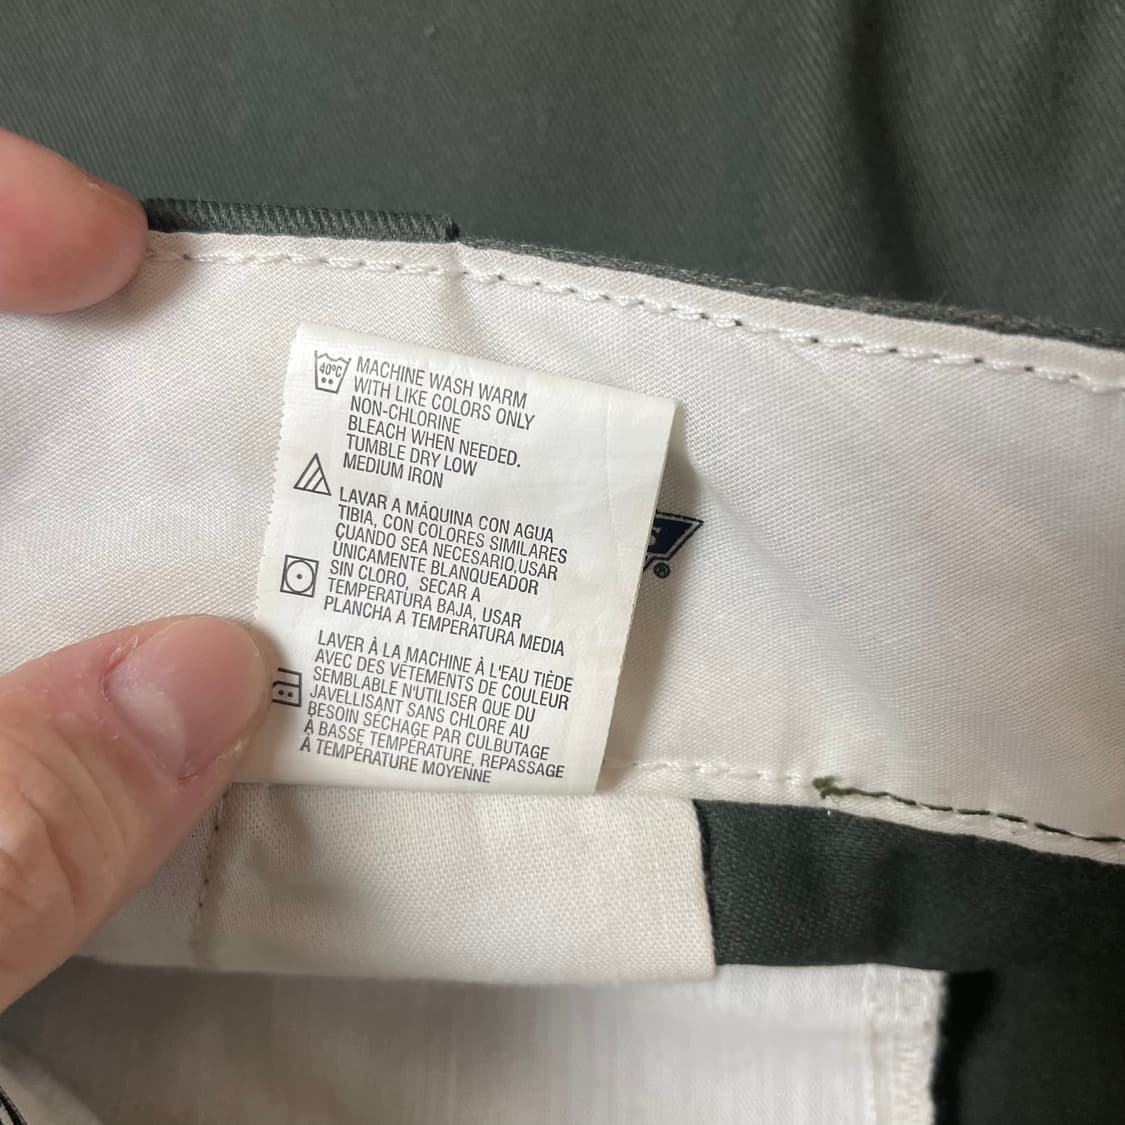 40ºC
MACHINE WASH WARM
WITH LIKE COLORS ONLY
NON-CHLORINE
BLEACH WHEN NEEDED.
TUMBLE DRY LOW
MEDIUM IRON
LAVAR A MÁQUINA CON AGUA
TIBIA, CON COLORES SIMILARES
CUANDO SEA NECESARIO,USAR
ÚNICAMENTE BLANQUEADOR
SIN CLORO, SECAR A
TEMPERATURA BAJA, USAR
PLANCHA A TEMPERATURA MEDIA
LAVER À LA MACHINE À L'EAU TIÈDE
AVEC DES VÉTEMENTS DE COULEUR
SEMBLABLE N'UTILISER QUE DU
JAVELLISANT SANS CHLORE AU
BESOIN SÉCHAGE PAR CULBUTAGE
À BASSE TEMPÉRATURE, REPASSAGE
À TEMPÉRATURE MOYENNE
S
®